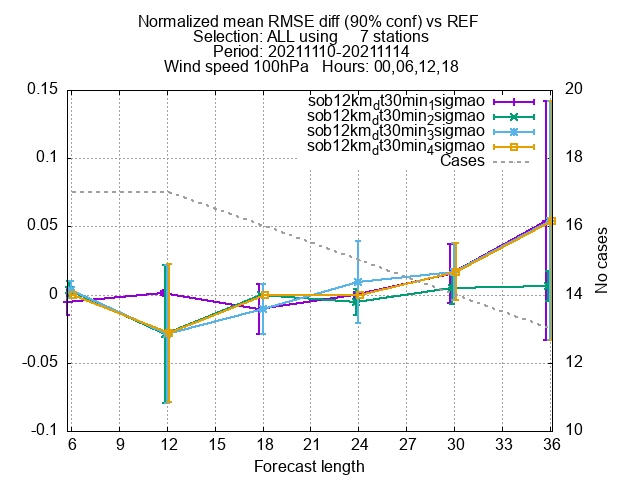 Normalized mean RMSE diff (90% conf) vs REF
Selection: ALL using     7 stations
Period: 20211110-20211114
Wind speed 100hPa   Hours: 00,06,12,18
sob12km_dt30min_1sigmao
sob12km_dt30min_2sigmao
sob12km_dt30min_3sigmao
sob12km_dt30min_4sigmao
Cases
0.15
0.1
0.05
0
-0.05
-0.1
20
18
16
14
12
10
No cases
6 9 12 15 18 21 24 27 30 33 36
Forecast length